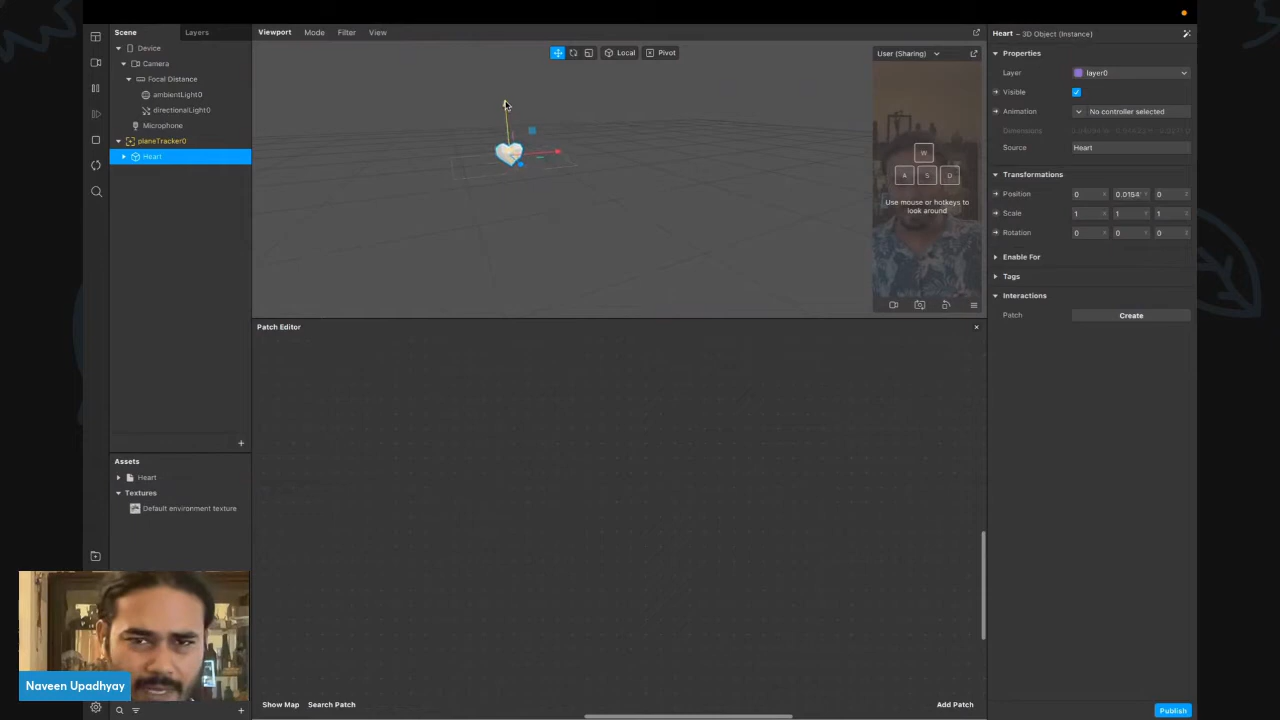 Scene
Layers
Device
Camera
Focal Distance
ambientLight0
directionalLight0
Microphone
planeTracker0
Heart
Assets
Heart
Textures
Default environment texture
Naveen Upadhyay
Viewport
Mode
Filter
View
Local
Pivot
User (Sharing)
W
A
S
D
Use mouse or hotkeys to
look around
Patch Editor
Show Map
Search Patch
Add Patch
Heart – 3D Object (Instance)
Properties
Layer
layer0
Visible
Animation
No controller selected
Dimensions
Source
Heart
Transformations
Position 0 X 0.0154 Y 0 Z
Scale 1 X 1 Y 1 Z
Rotation 0 X 0 Y 0 Z
Enable For
Tags
Interactions
Patch
Create
Publish